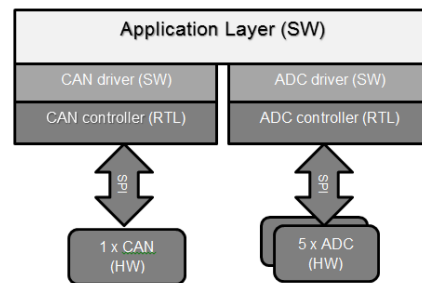 Application Layer (SW)
CAN driver (SW)
ADC driver (SW)
CAN controller (RTL)
ADC controller (RTL)
SPI
SPI
1 x CAN
(HW)
5 x ADC
(HW)